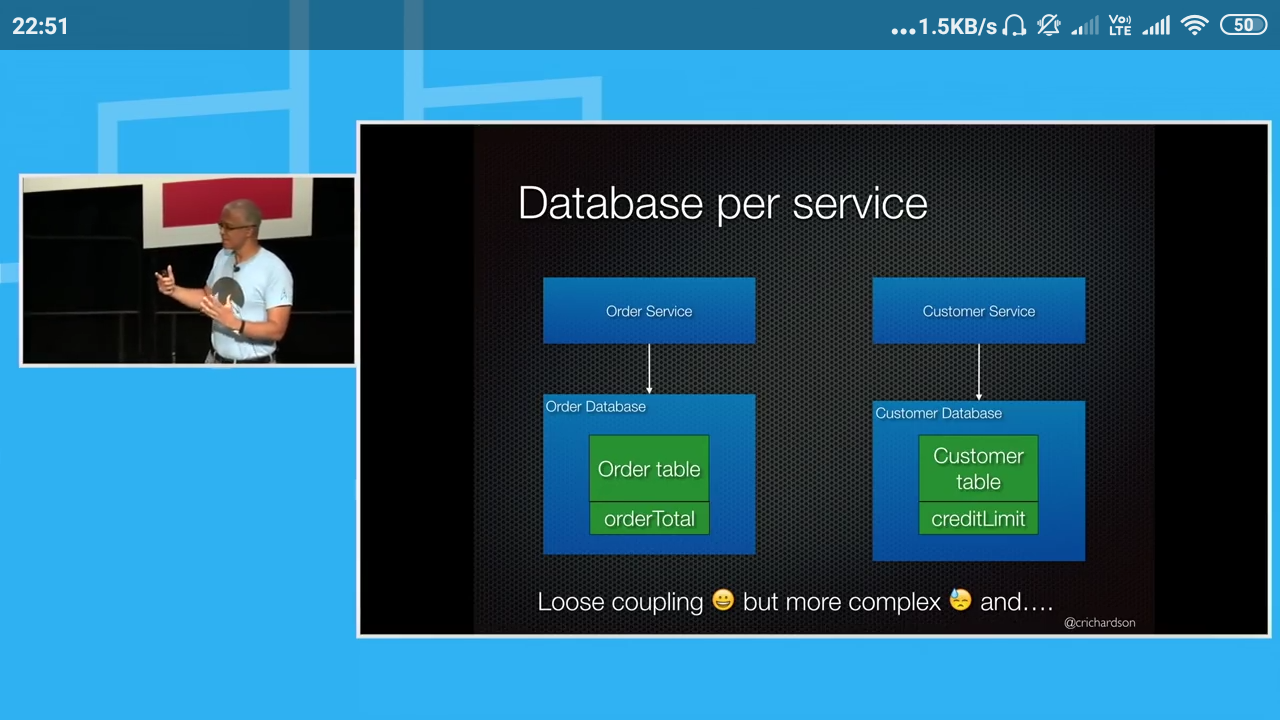 22:51
...1.5KB/s
Vo))
LTE
50
Database per service
Order Service
Customer Service
Order Database
Customer Database
Order table
Customer
table
orderTotal
creditLimit
Loose coupling 😀 but more complex 😓 and....
@crichardson